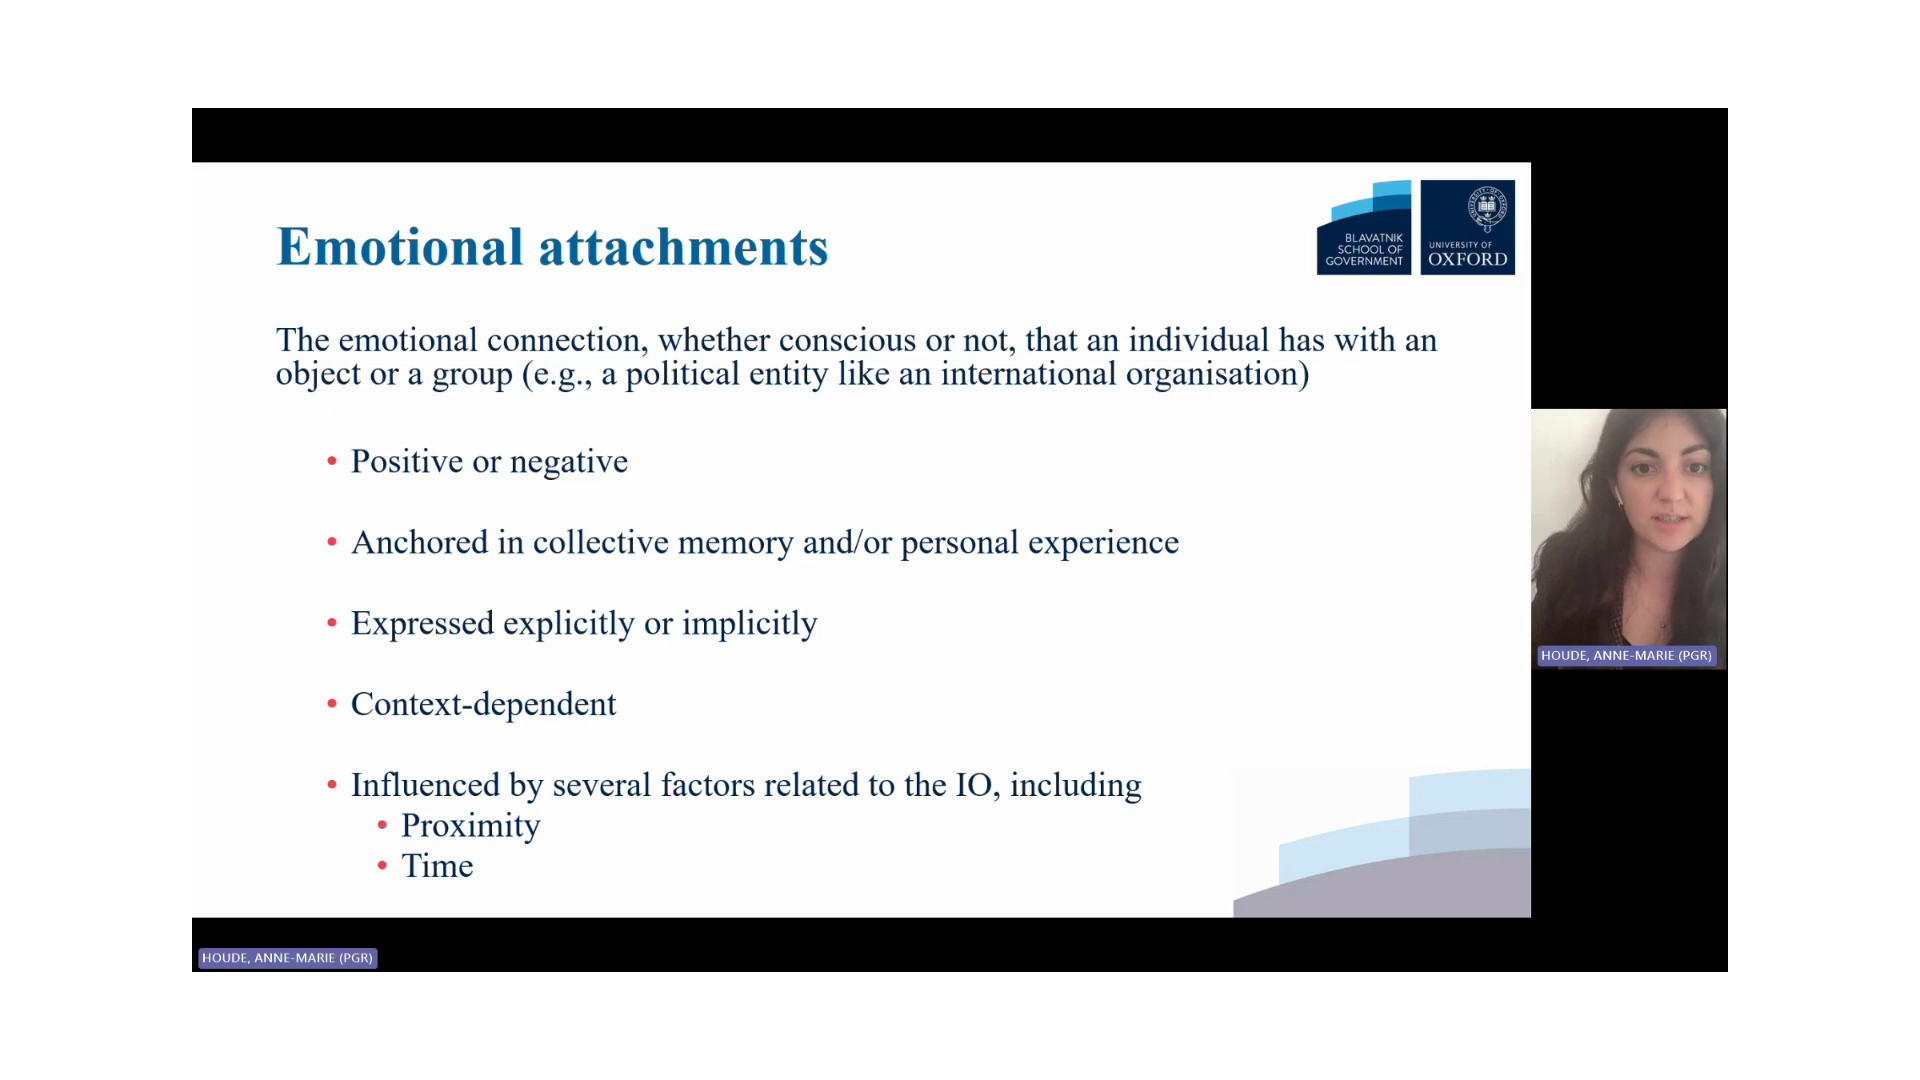 Emotional attachments
BLAVATNIK
SCHOOL OF
GOVERNMENT
UNIVERSITY OF
OXFORD
The emotional connection, whether conscious or not, that an individual has with an
object or a group (e.g., a political entity like an international organisation)
• Positive or negative
• Anchored in collective memory and/or personal experience
• Expressed explicitly or implicitly
• Context-dependent
• Influenced by several factors related to the IO, including
• Proximity
• Time
HOUDE, ANNE-MARIE (PGR)
HOUDE, ANNE-MARIE (PGR)